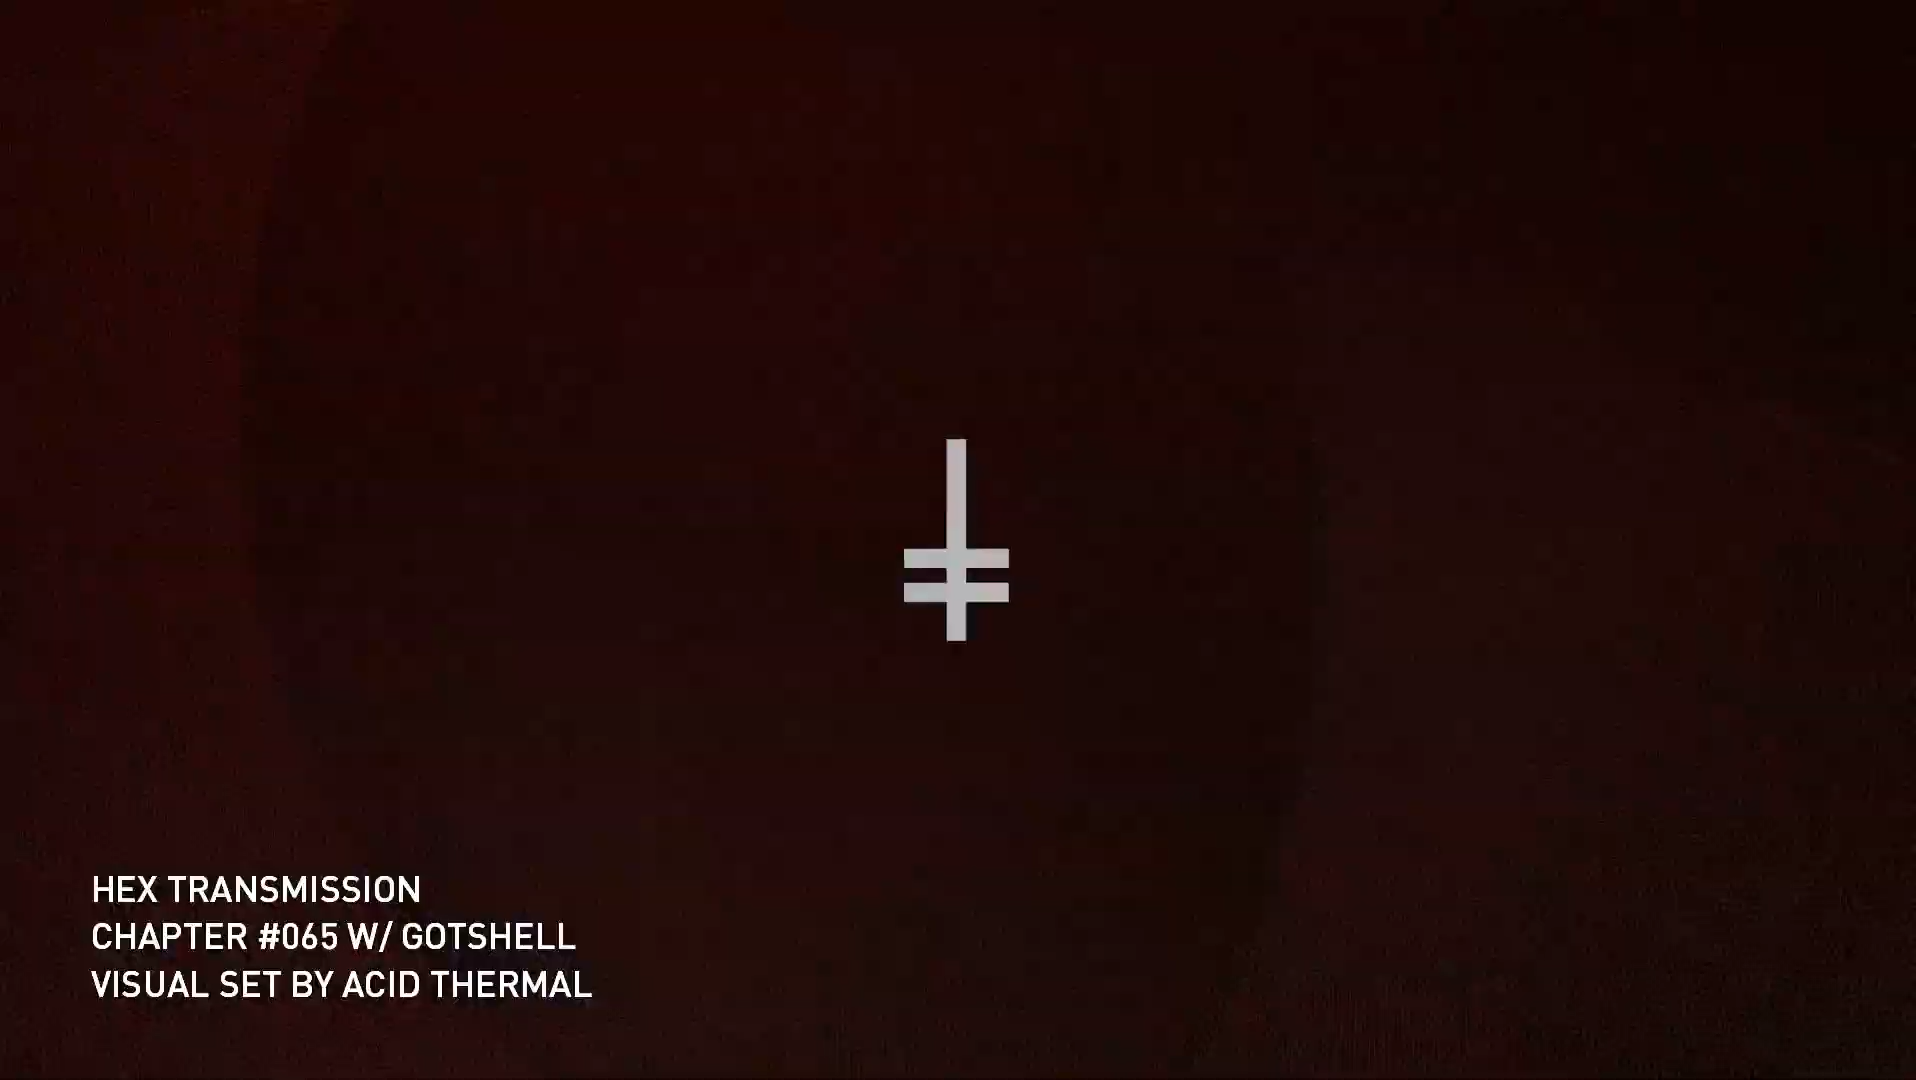 HEX TRANSMISSION
CHAPTER #065 W/ GOTSHELL
VISUAL SET BY ACID THERMAL